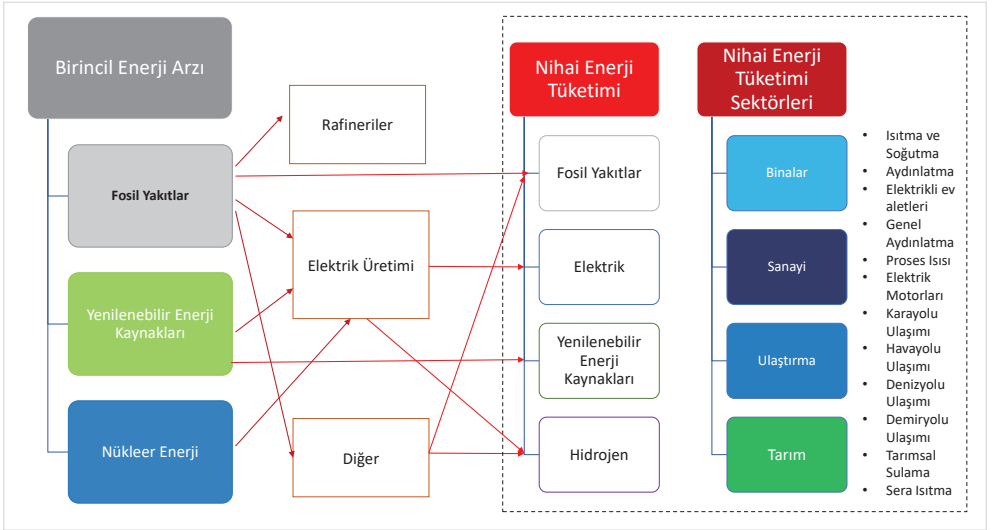 Birincil Enerji Arzı
Fosil Yakıtlar
Yenilenebilir Enerji
Kaynakları
Nükleer Enerji
Rafineriler
Elektrik Üretimi
Diğer
Nihai Enerji
Tüketimi
Fosil Yakıtlar
Elektrik
Yenilenebilir
Enerji
Kaynakları
Hidrojen
Nihai Enerji
Tüketimi
Sektörleri
Binalar
Sanayi
Ulaştırma
Tarım
• Isıtma ve
Soğutma
• Aydınlatma
• Elektrikli ev
aletleri
• Genel
Aydınlatma
• Proses Isısı
• Elektrik
Motorları
• Karayolu
Ulaşımı
• Havayolu
Ulaşımı
• Denizyolu
Ulaşımı
• Demiryolu
Ulaşımı
• Tarımsal
Sulama
• Sera Isıtma